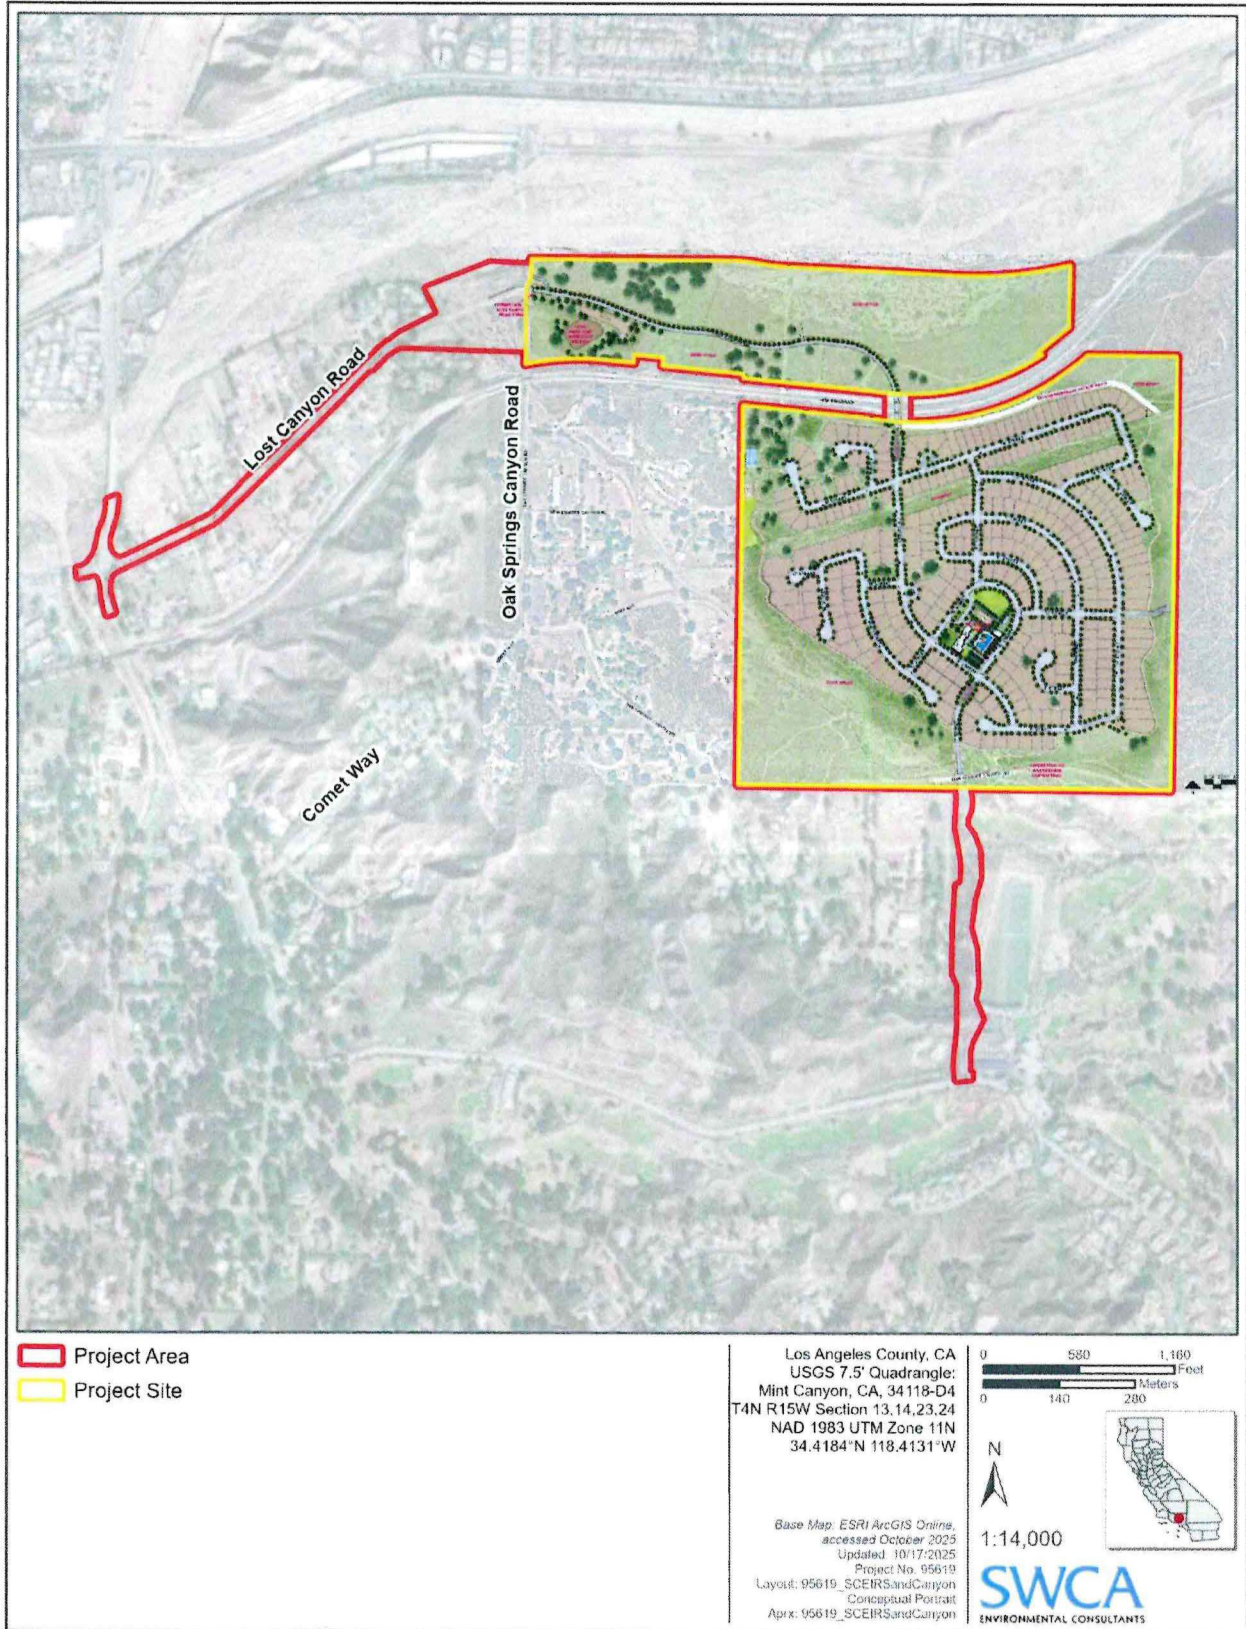 Lost Canyon Road
Oak Springs Canyon Road
Comet Way
Project Area
Project Site
Los Angeles County, CA
USGS 7.5' Quadrangle:
Mint Canyon, CA, 34118-D4
T4N R15W Section 13,14,23,24
NAD 1983 UTM Zone 11N
34.4184°N 118.4131°W
Base Map: ESRI ArcGIS Online,
accessed October 2025
Updated: 10/17/2025
Project No. 95619
Layout: 95619_SCEIRSandCanyon
Conceptual Portrait
Aprx: 95619_SCEIRSandCanyon
0 580 1,160
Feet
Meters
0 140 280
N
1:14,000
SWCA
ENVIRONMENTAL CONSULTANTS